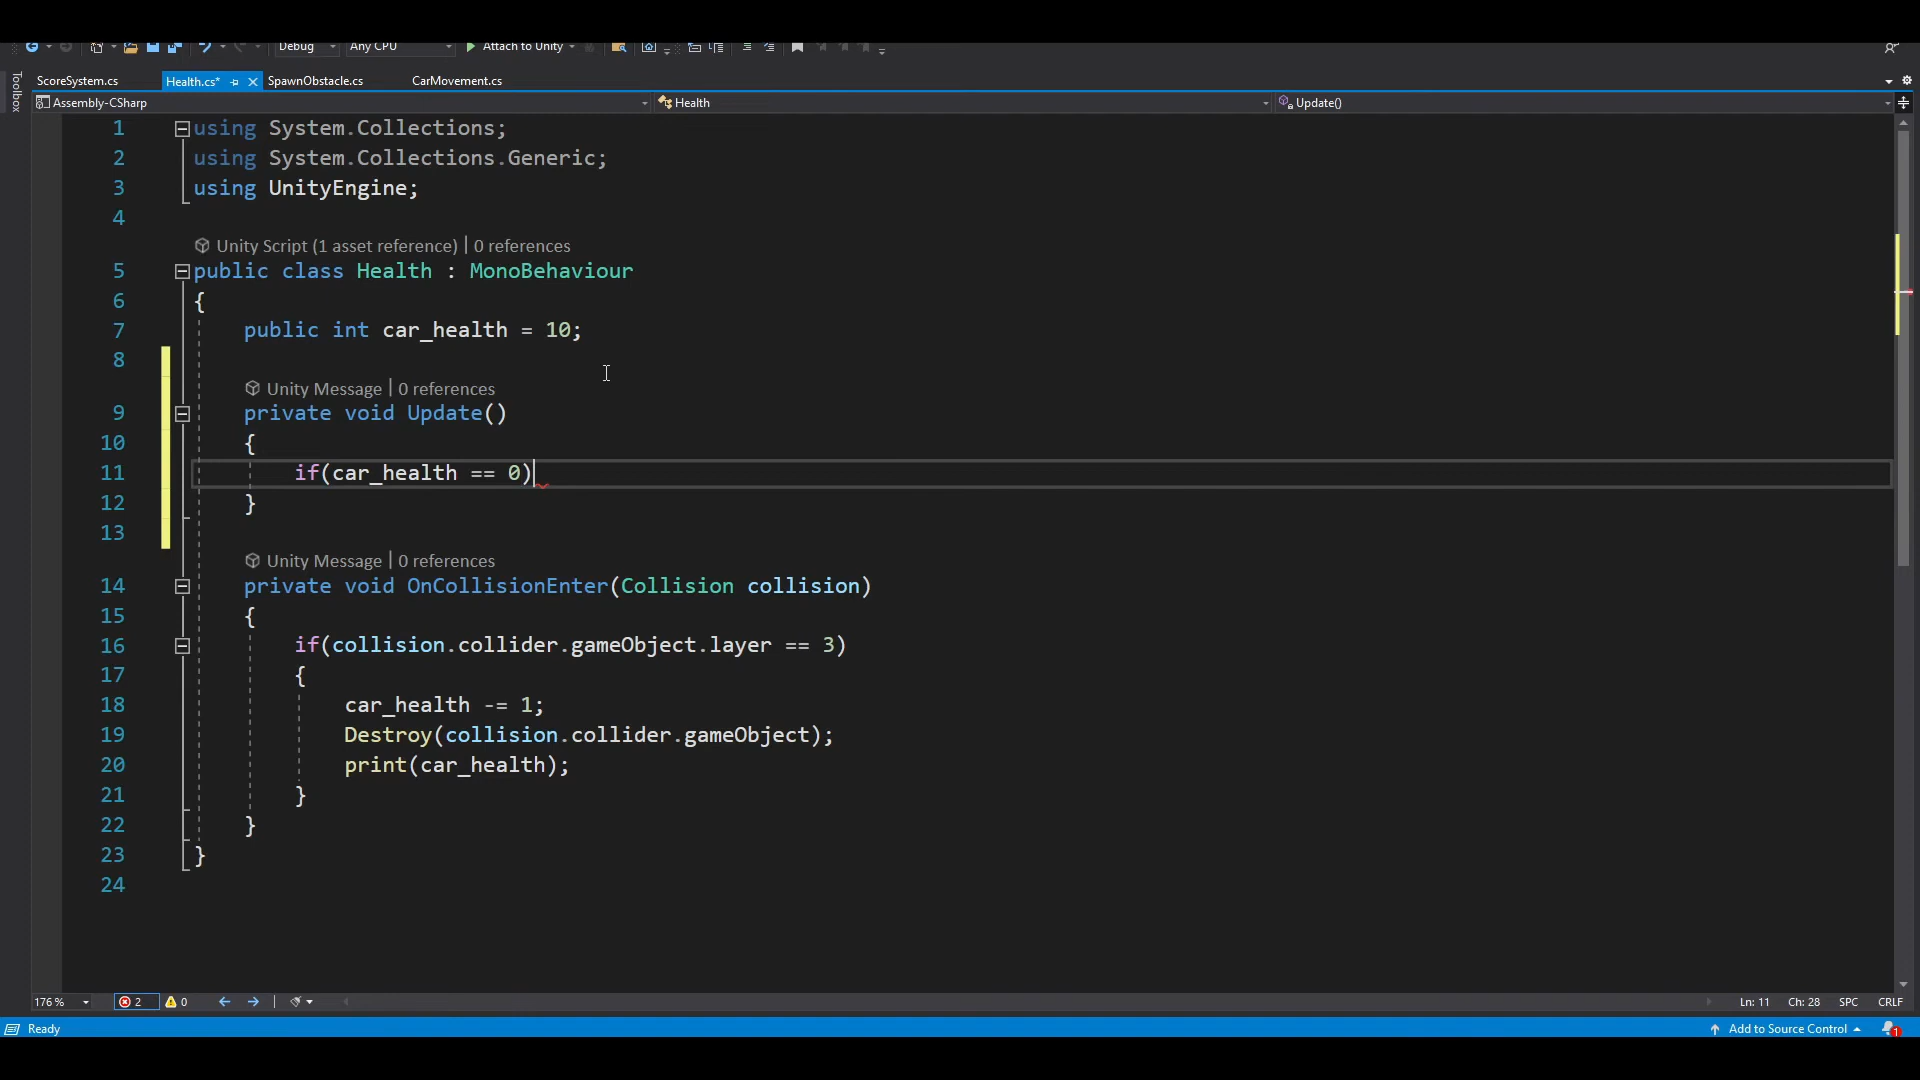 Debug Any CPU Attach to Unity
Toolbox
ScoreSystem.cs Health.cs* SpawnObstacle.cs CarMovement.cs
Assembly-CSharp Health Update()
1 using System.Collections;
2 using System.Collections.Generic;
3 using UnityEngine;
4
Unity Script (1 asset reference) | 0 references
5 public class Health : MonoBehaviour
6 {
7 public int car_health = 10;
8
Unity Message | 0 references
9 private void Update()
10 {
11 if(car_health == 0)
12 }
13
Unity Message | 0 references
14 private void OnCollisionEnter(Collision collision)
15 {
16 if(collision.collider.gameObject.layer == 3)
17 {
18 car_health -= 1;
19 Destroy(collision.collider.gameObject);
20 print(car_health);
21 }
22 }
23 }
24
176 % 2 0 Ln: 11 Ch: 28 SPC CRLF
Ready Add to Source Control 1